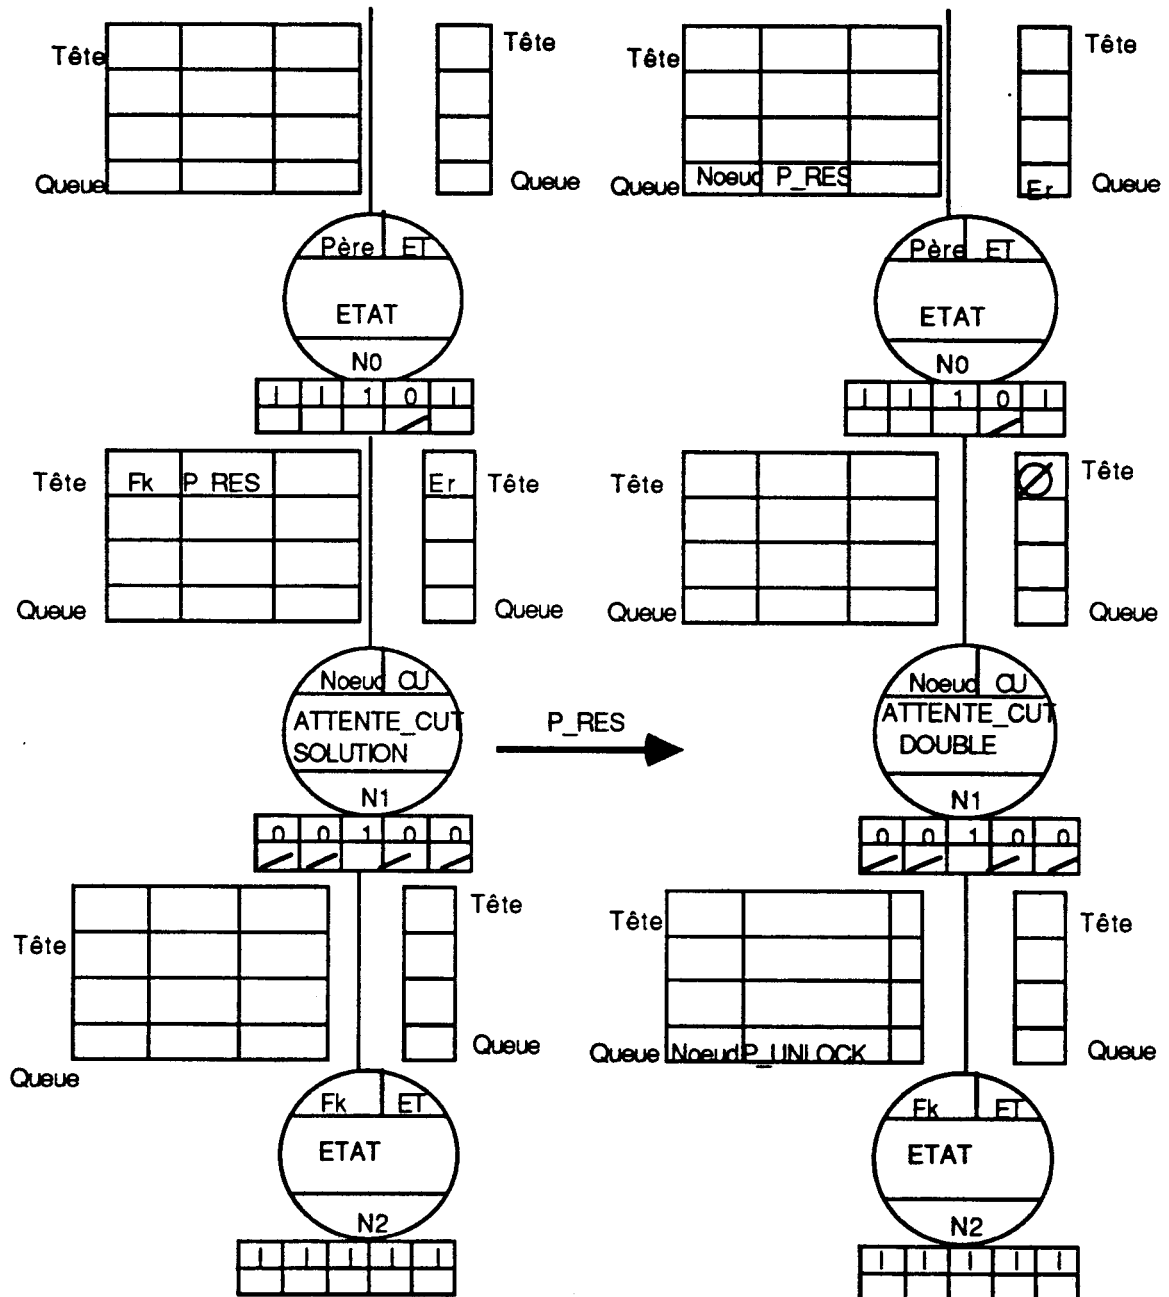 Tête
Tête
Queue
Queue
Père ET
ETAT
N0
I I 1 0 I
Tête
Fk P_RES
Er
Tête
Queue
Queue
Noeud CU
ATTENTE_CUT
SOLUTION
N1
0 0 1 0 0
Tête
Tête
Queue
Queue
Fk ET
ETAT
N2
I I I I I
P_RES
Tête
Tête
Queue
Noeud P_RES
Er
Queue
Père ET
ETAT
N0
I I 1 0 I
Tête
Ø
Tête
Queue
Queue
Noeud CU
ATTENTE_CUT
DOUBLE
N1
0 0 1 0 0
Tête
Tête
Queue
Noeud P_UNLOCK
Queue
Fk ET
ETAT
N2
I I I I I